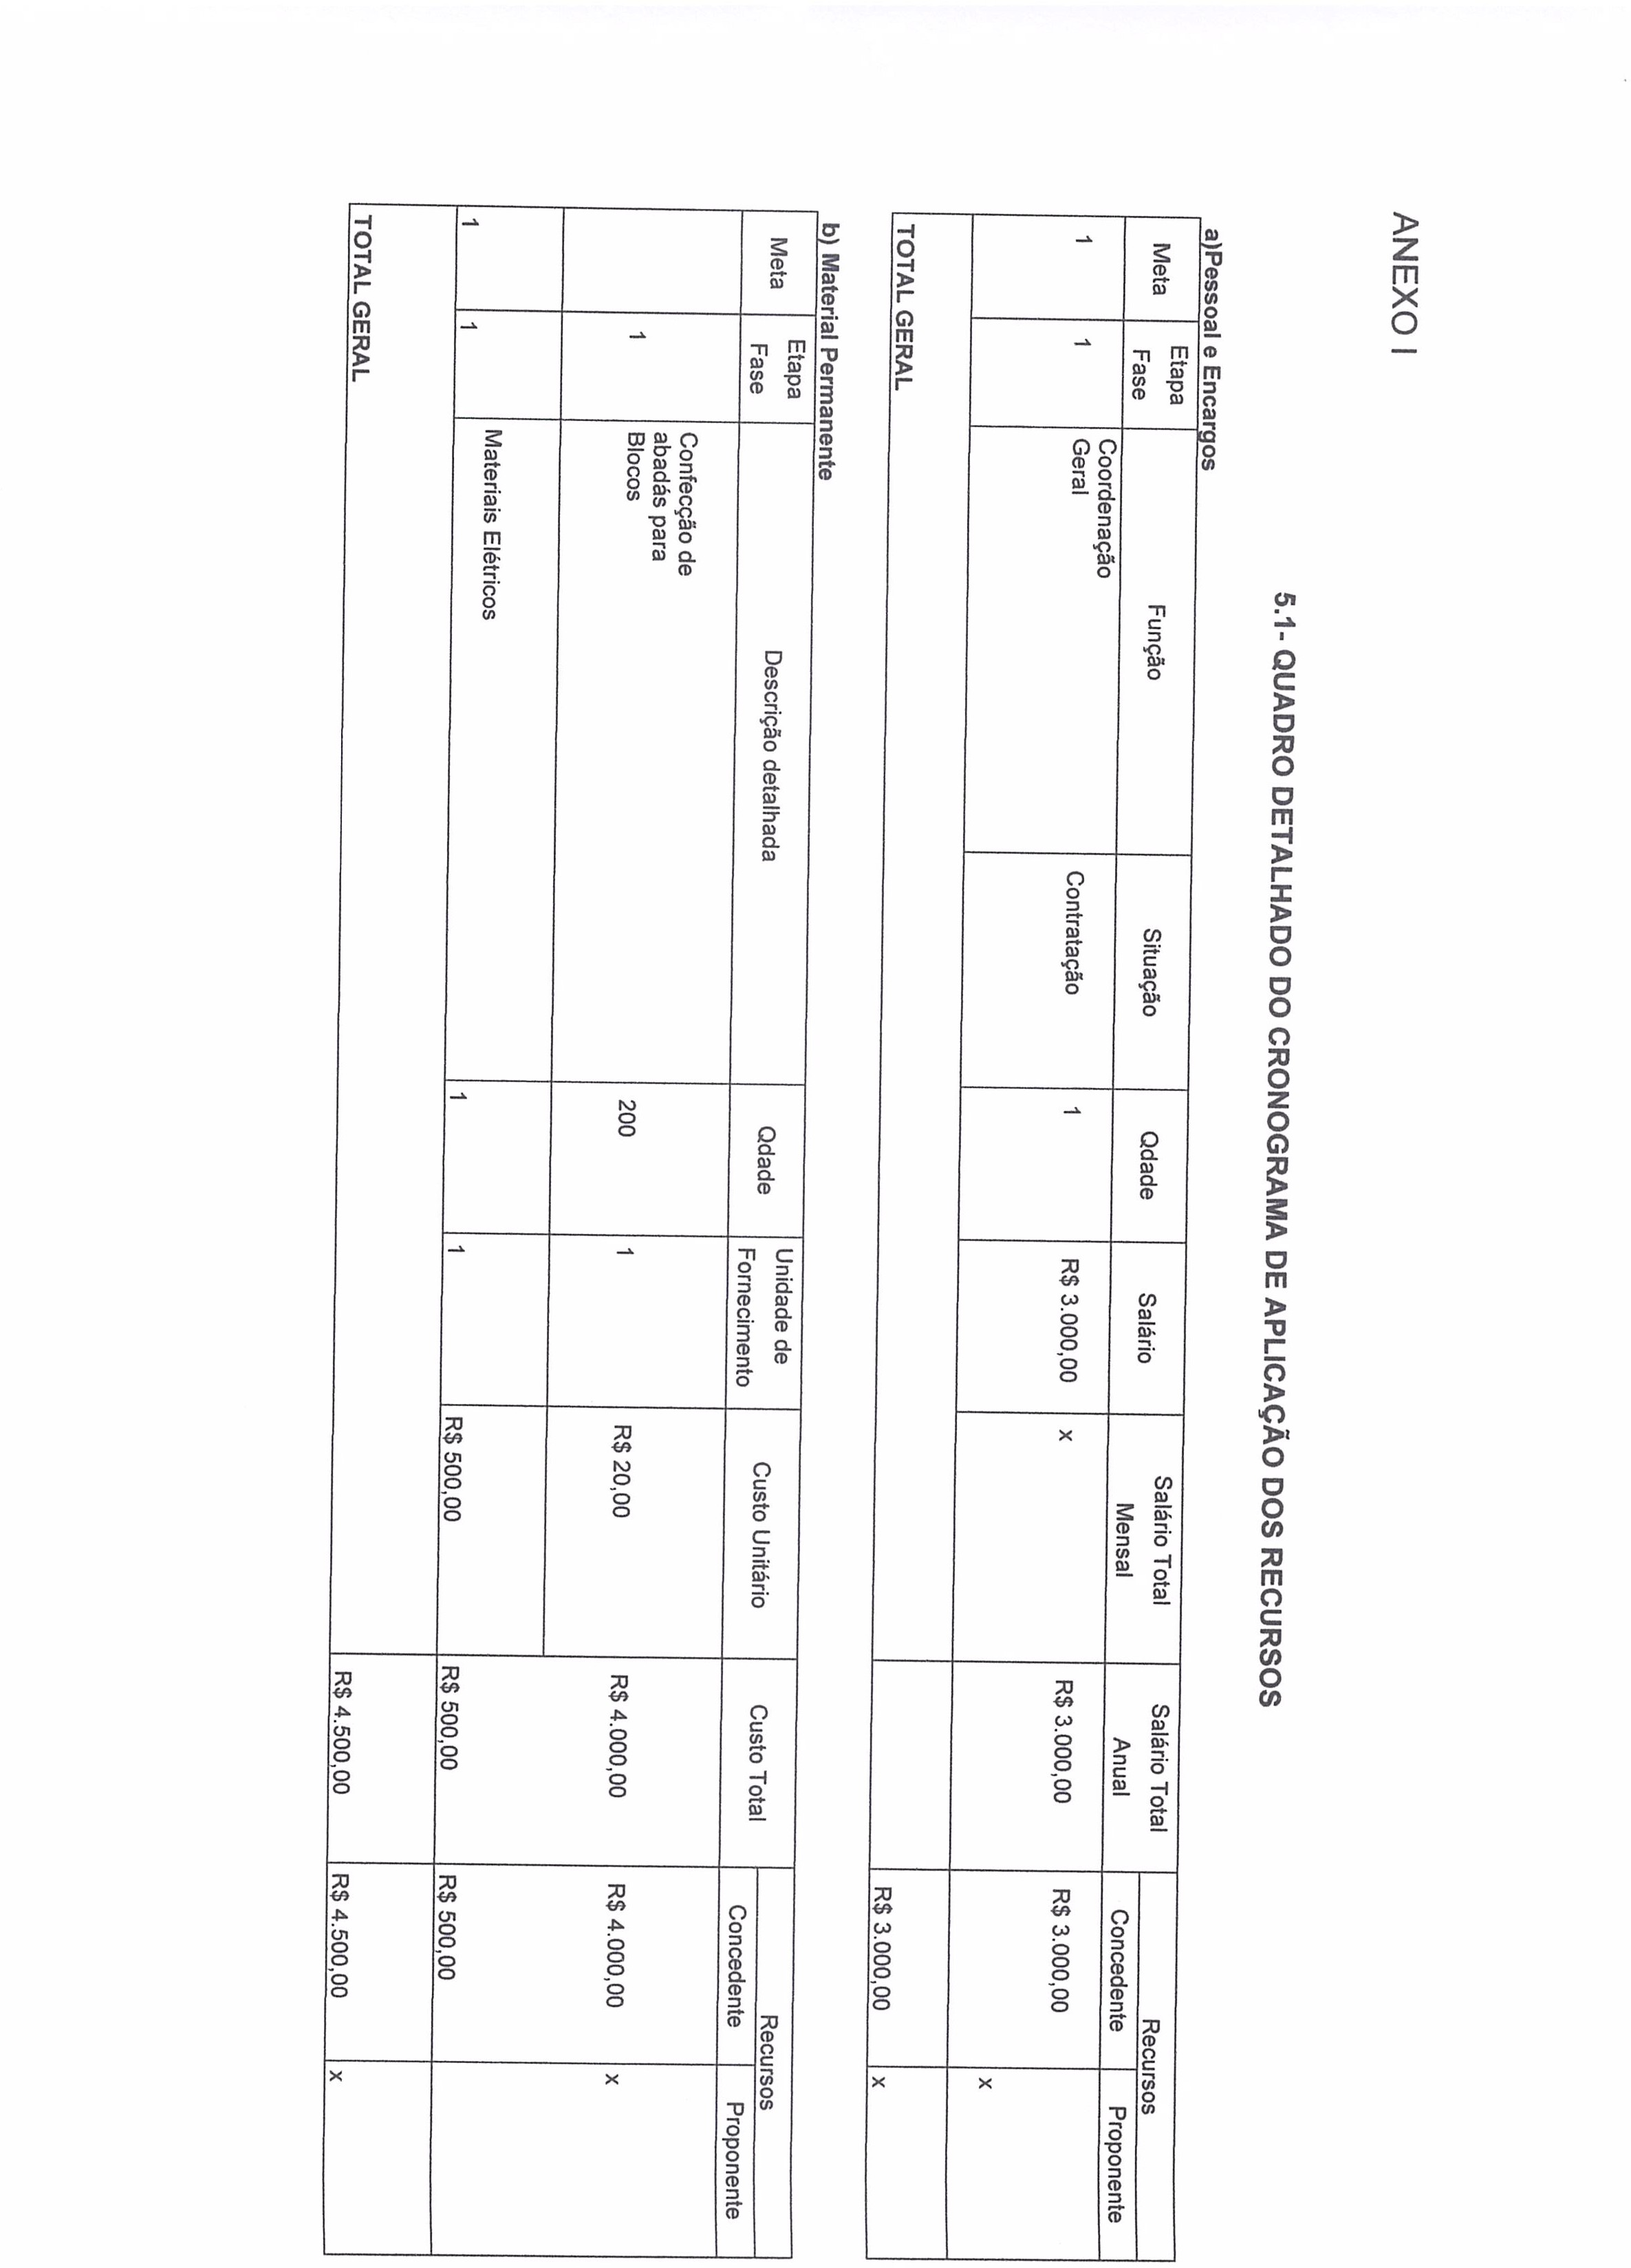 ANEXO I
5.1- QUADRO DETALHADO DO CRONOGRAMA DE APLICAÇÃO DOS RECURSOS
a)Pessoal e Encargos
Meta Etapa Fase Função Situação Qdade Salário Salário Total Mensal Salário Total Anual Recursos
Concedente Proponente
1 1 Coordenação Geral Contratação 1 R$ 3.000,00 x R$ 3.000,00 R$ 3.000,00 x
TOTAL GERAL R$ 3.000,00 x
b) Material Permanente
Meta Etapa Fase Descrição detalhada Qdade Unidade de Fornecimento Custo Unitário Custo Total Recursos
Concedente Proponente
1 Confecção de abadás para Blocos 200 1 R$ 20,00 R$ 4.000,00 R$ 4.000,00 x
1 1 Materiais Elétricos 1 1 R$ 500,00 R$ 500,00 R$ 500,00
TOTAL GERAL R$ 4.500,00 R$ 4.500,00 x